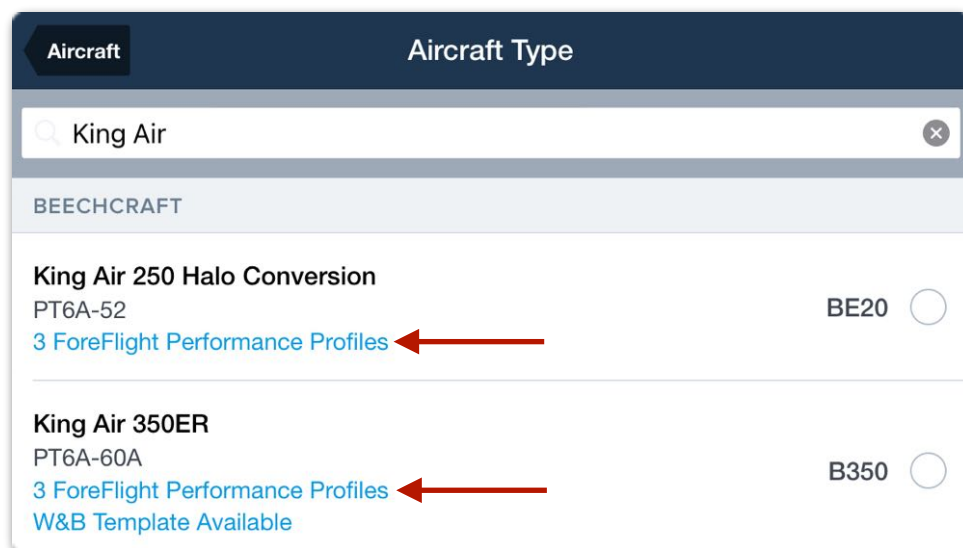 Aircraft
Aircraft Type
King Air
BEECHCRAFT
King Air 250 Halo Conversion
PT6A-52
3 ForeFlight Performance Profiles
BE20
King Air 350ER
PT6A-60A
3 ForeFlight Performance Profiles
W&B Template Available
B350